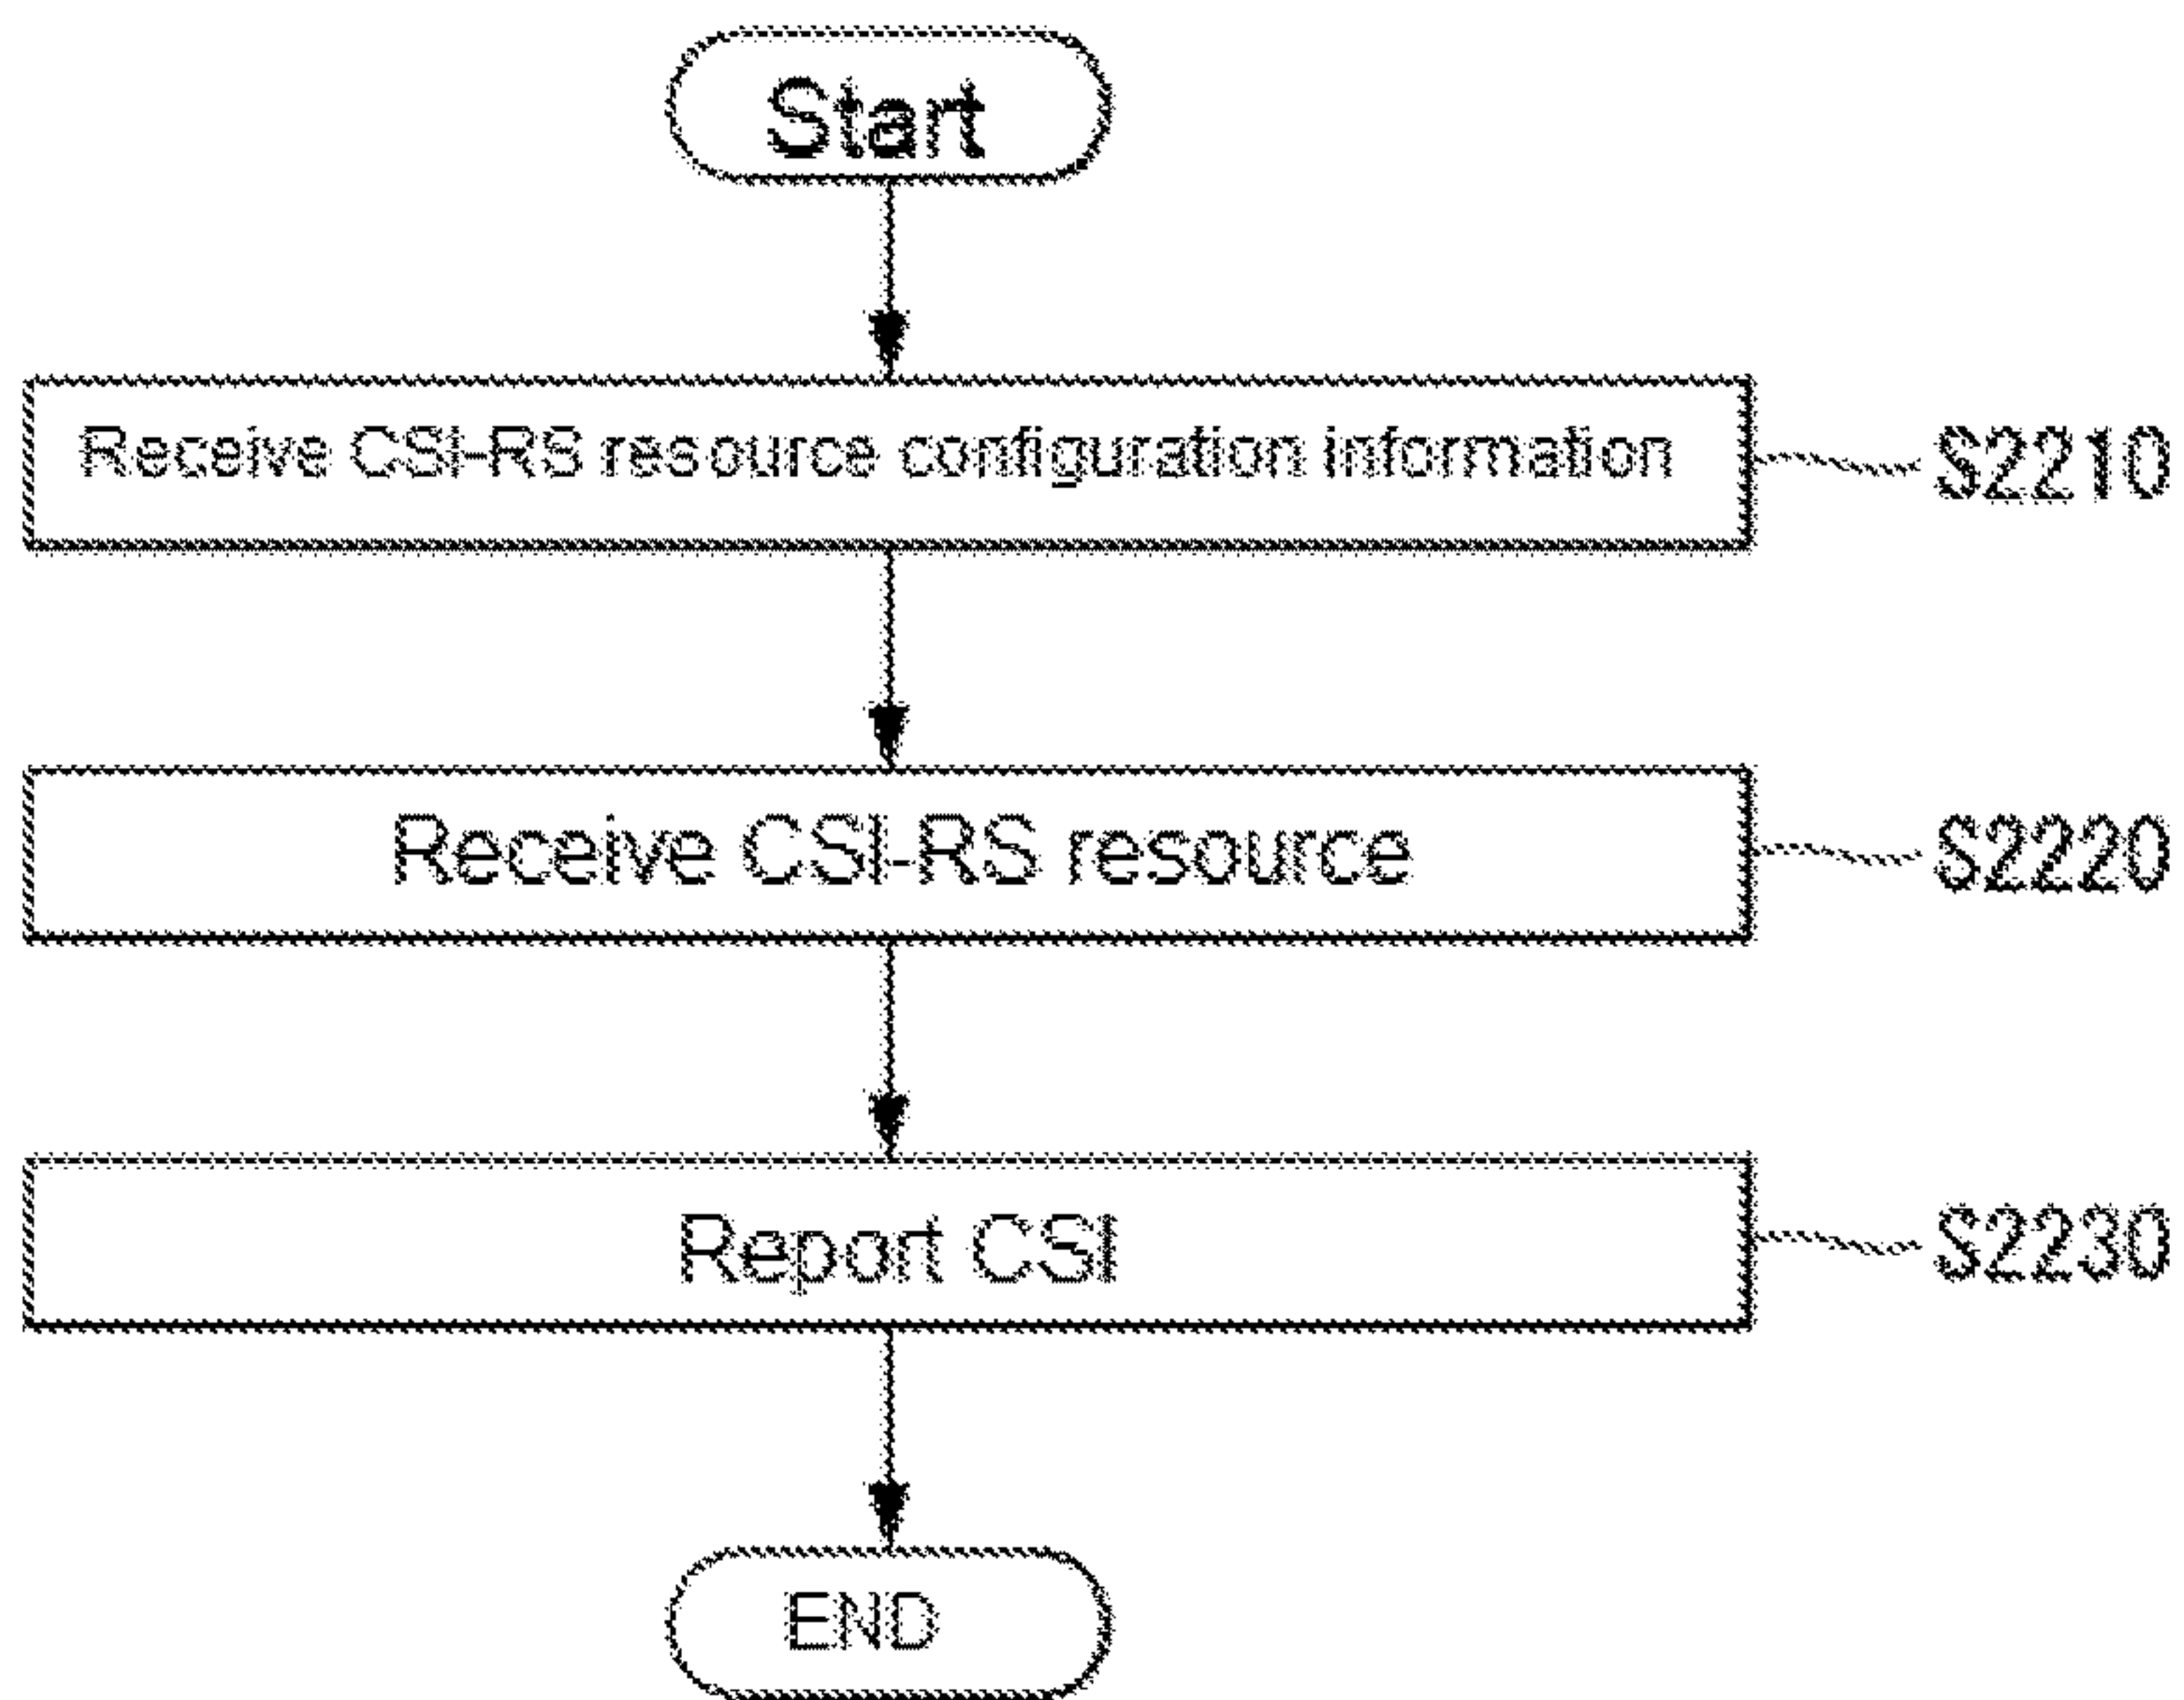 Start
Receive CSI-RS resource configuration information
S2210
Receive CSI-RS resource
S2220
Report CSI
S2230
END